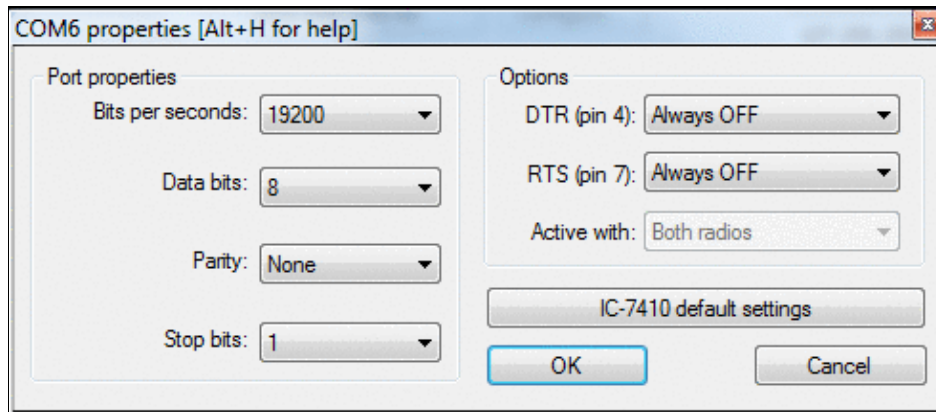 COM6 properties [Alt+H for help]
Port properties
Bits per seconds: 19200
Data bits: 8
Parity: None
Stop bits: 1
Options
DTR (pin 4): Always OFF
RTS (pin 7): Always OFF
Active with: Both radios
IC-7410 default settings
OK
Cancel